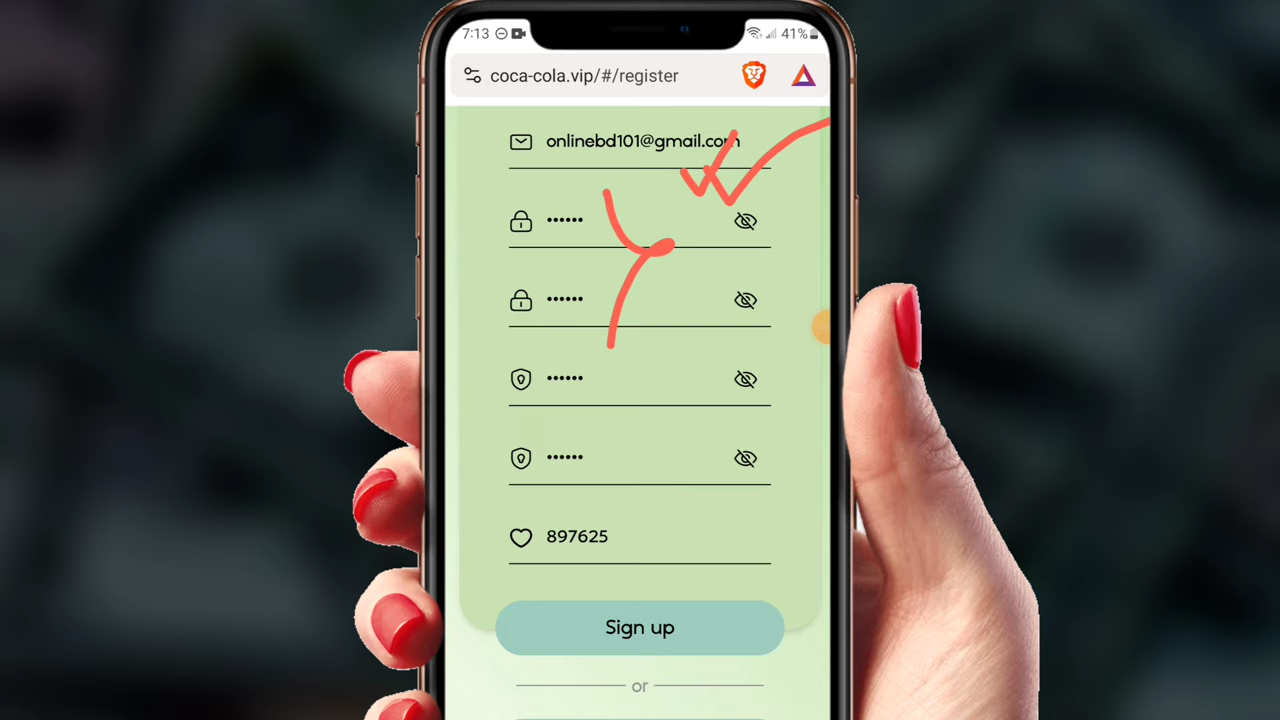 7:13 41%
coca-cola.vip/#/register
onlinebd101@gmail.com
••••••
••••••
••••••
••••••
897625
Sign up
or